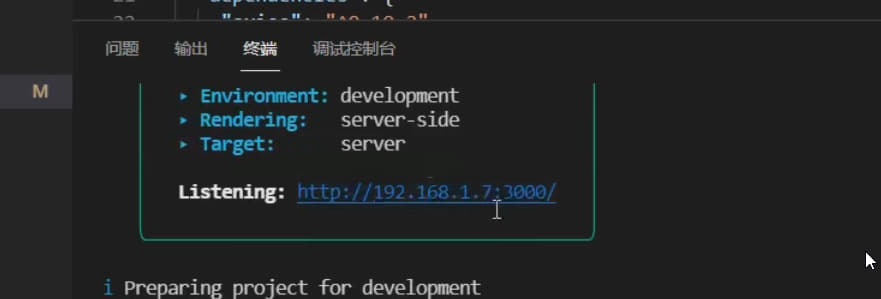 问题 输出 终端 调试控制台
M
▸ Environment: development
▸ Rendering: server-side
▸ Target: server
Listening: http://192.168.1.7:3000/
i Preparing project for development